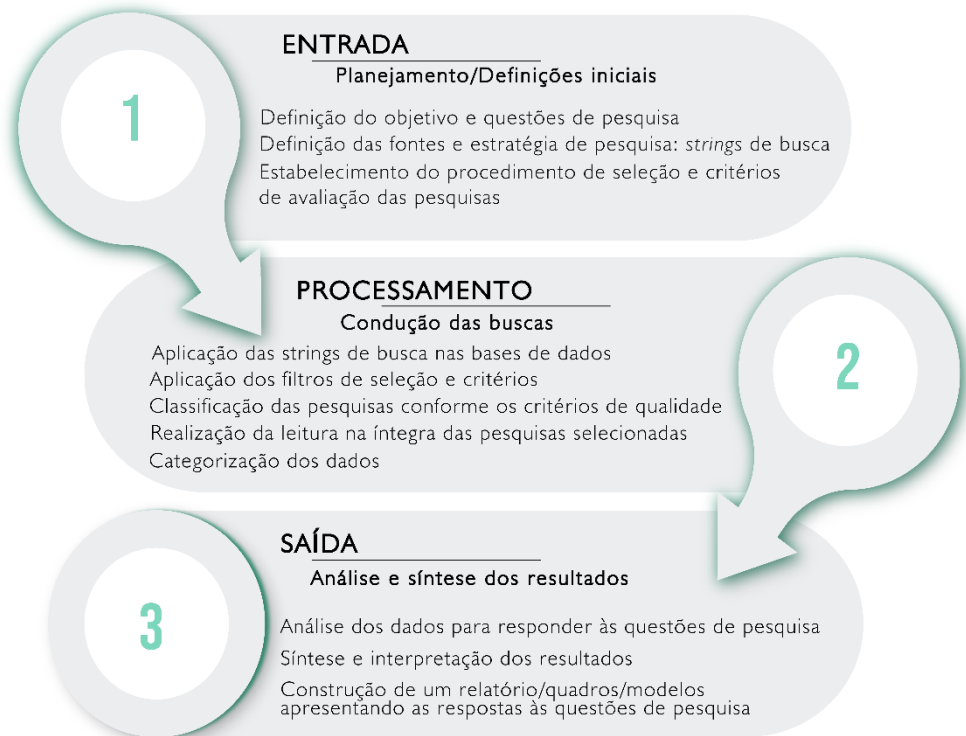 1
ENTRADA
Planejamento/Definições iniciais
Definição do objetivo e questões de pesquisa
Definição das fontes e estratégia de pesquisa: strings de busca
Estabelecimento do procedimento de seleção e critérios
de avaliação das pesquisas
PROCESSAMENTO
Condução das buscas
Aplicação das strings de busca nas bases de dados
Aplicação dos filtros de seleção e critérios
Classificação das pesquisas conforme os critérios de qualidade
Realização da leitura na íntegra das pesquisas selecionadas
Categorização dos dados
2
3
SAÍDA
Análise e síntese dos resultados
Análise dos dados para responder às questões de pesquisa
Síntese e interpretação dos resultados
Construção de um relatório/quadros/modelos
apresentando as respostas às questões de pesquisa